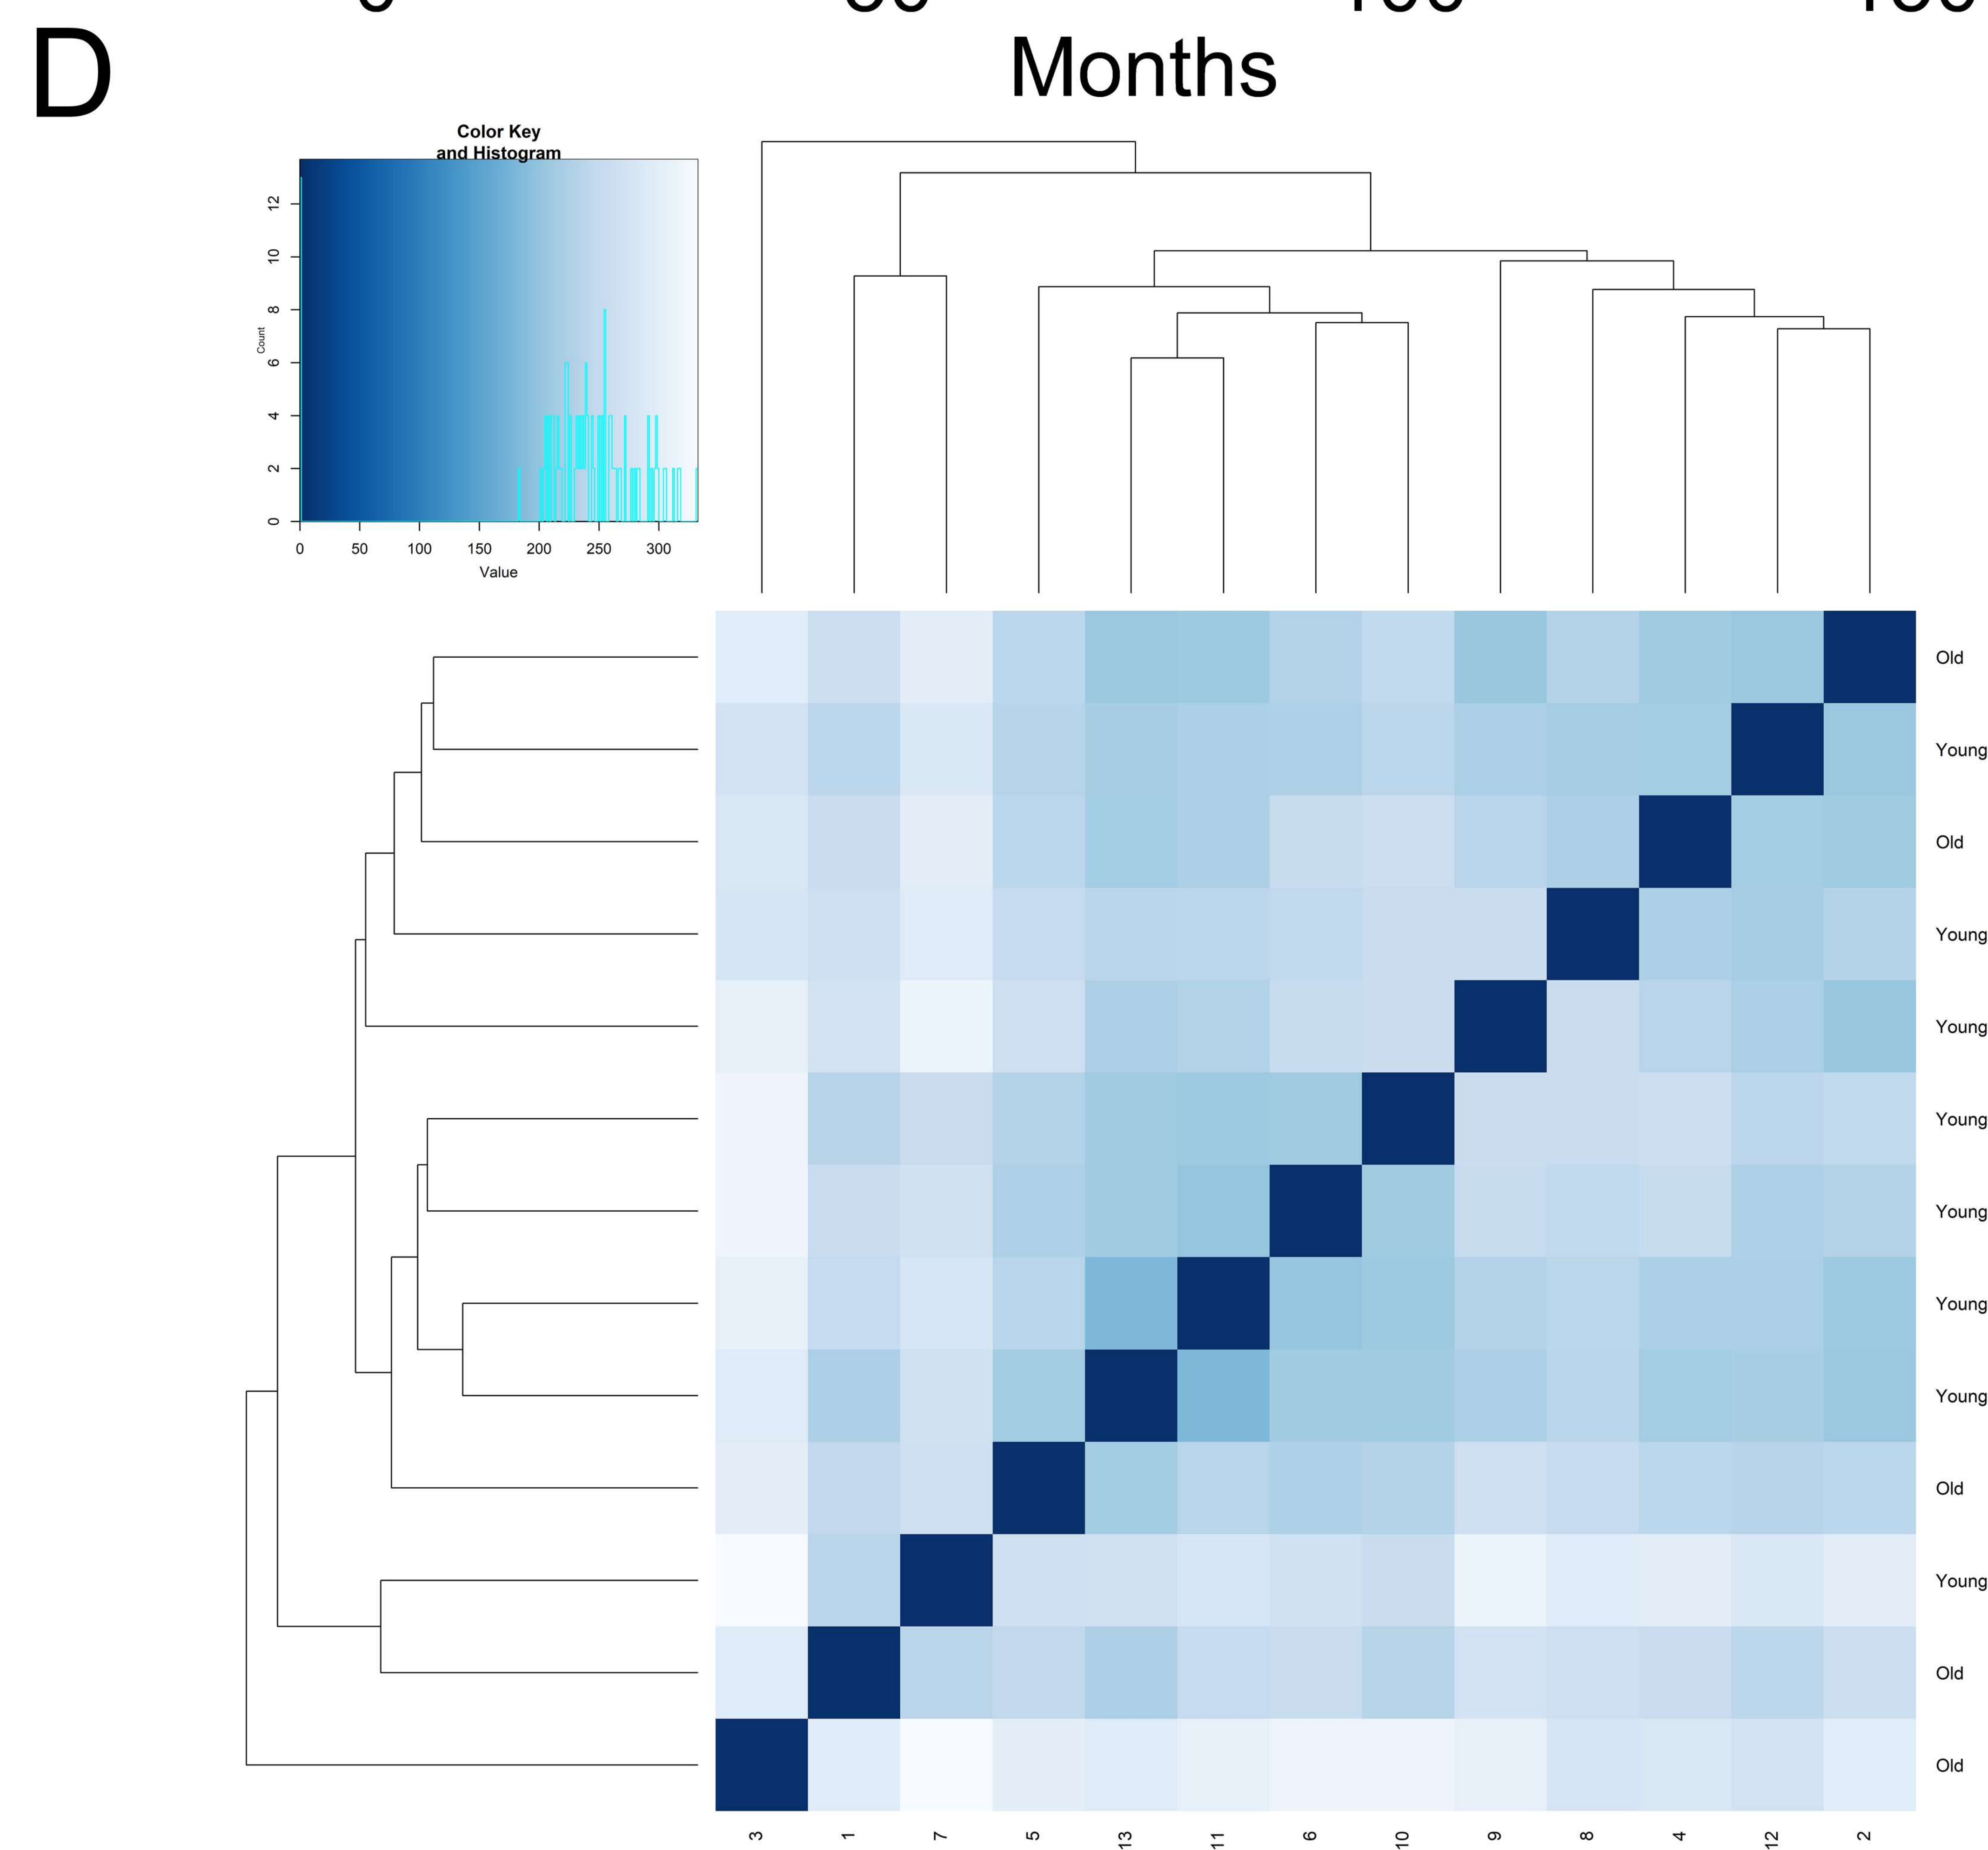 D
Months
Color Key
and Histogram
Count
0 2 4 6 8 10 12
0 50 100 150 200 250 300
Value
Old
Young
Old
Young
Young
Young
Young
Young
Young
Old
Young
Old
Old
3 1 7 5 13 11 6 10 9 8 4 12 2